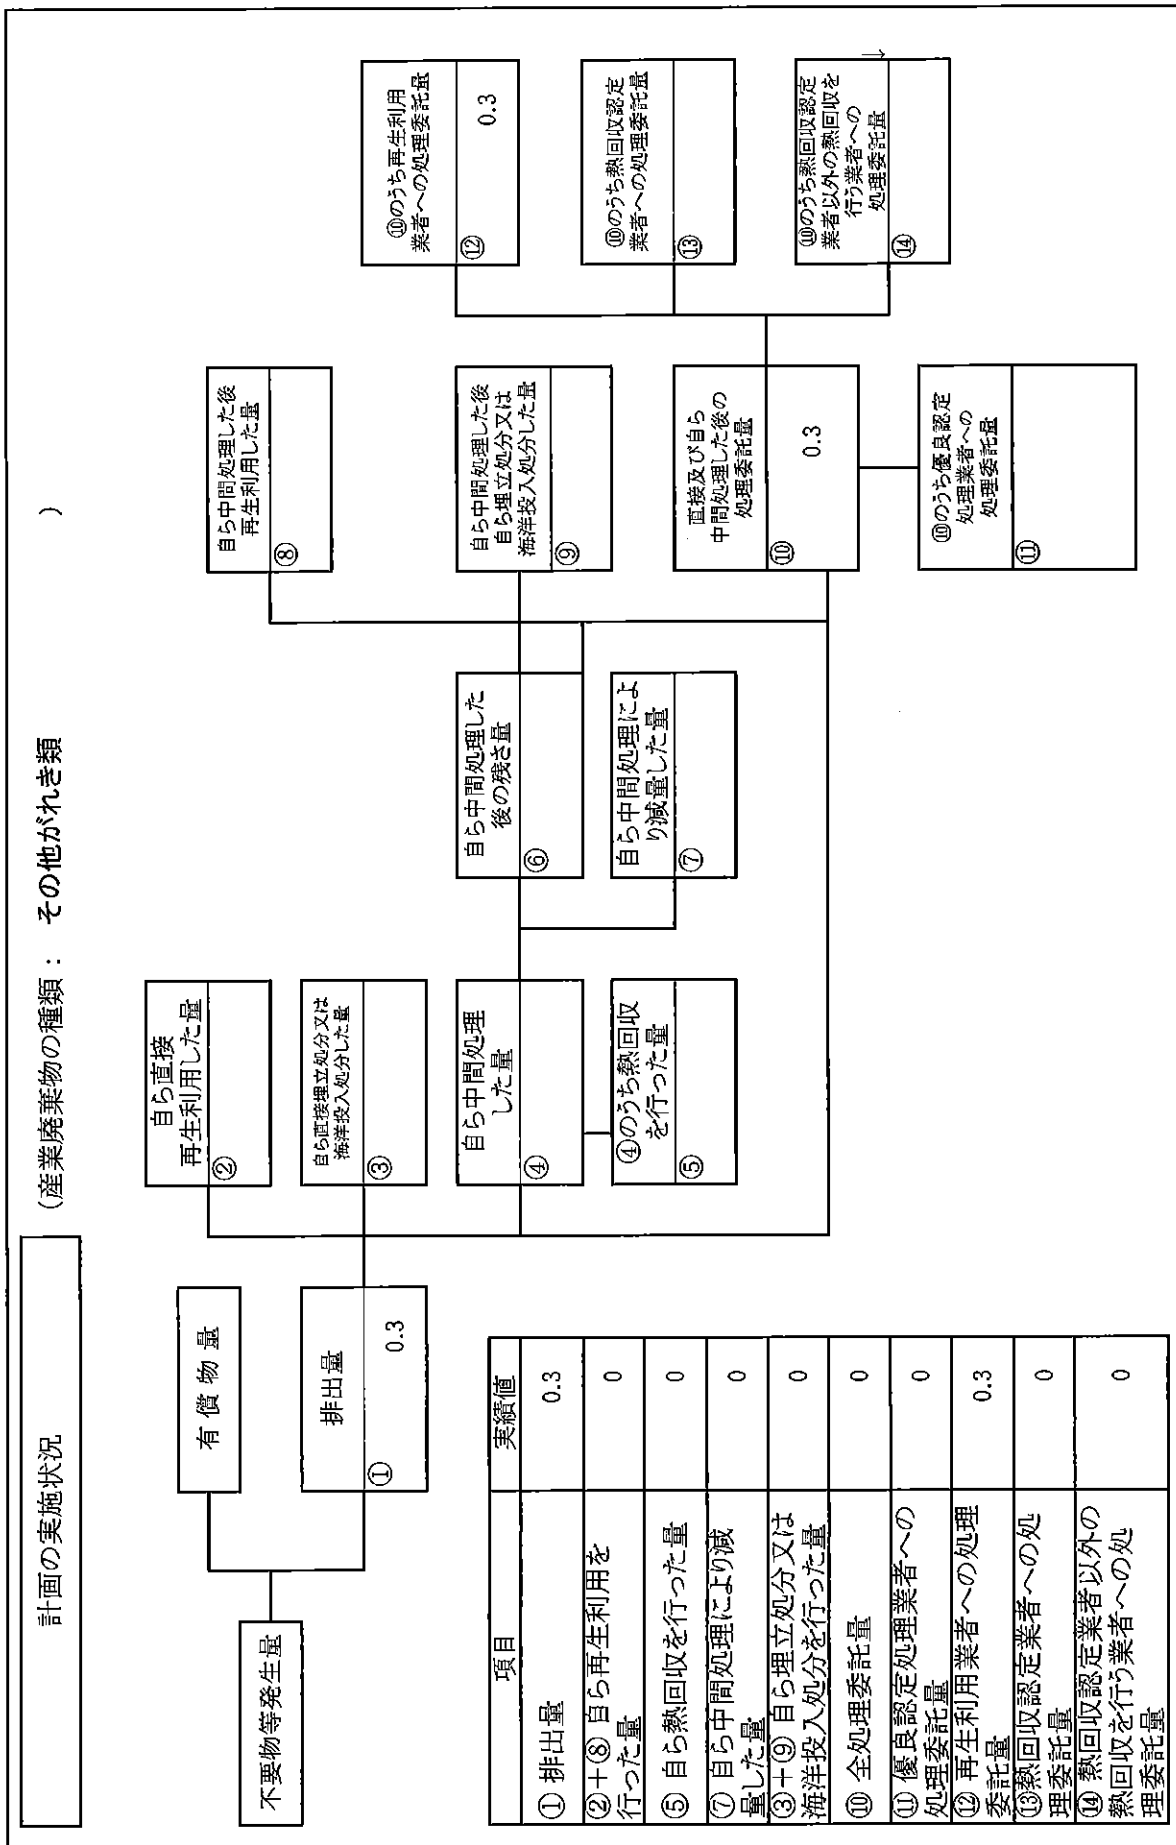 計画の実施状況
(産業廃棄物の種類： その他がれき類 )
不要物等発生量
有償物量
排出量
①
0.3
自ら直接
再生利用した量
②
自ら直接埋立処分又は
海洋投入処分した量
③
自ら中間処理
した量
④
④のうち熱回収
を行った量
⑤
自ら中間処理した
後の残さ量
⑥
自ら中間処理によ
り減量した量
⑦
自ら中間処理した後
再生利用した量
⑧
自ら中間処理した後
自ら埋立処分又は
海洋投入処分した量
⑨
直接及び自ら
中間処理した後の
処理委託量
⑩
0.3
⑩のうち優良認定
処理業者への
処理委託量
⑪
⑩のうち再生利用
業者への処理委託量
⑫
0.3
⑩のうち熱回収認定
業者への処理委託量
⑬
⑩のうち熱回収認定
業者以外の熱回収を
行う業者への
処理委託量
⑭
項目 実績値
① 排出量 0.3
②＋⑧ 自ら再生利用を
行った量 0
⑤ 自ら熱回収を行った量 0
⑦ 自ら中間処理により減
量した量 0
③＋⑨ 自ら埋立処分又は
海洋投入処分を行った量 0
⑩ 全処理委託量 0
⑪ 優良認定処理業者への
処理委託量 0
⑫ 再生利用業者への処理
委託量 0.3
⑬熱回収認定業者への処
理委託量 0
⑭ 熱回収認定業者以外の
熱回収を行う業者への処
理委託量 0